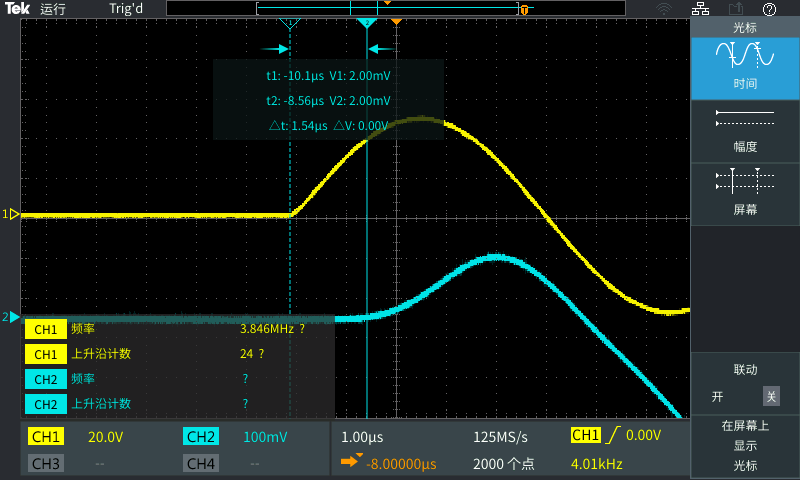 Tek 运行 Trig'd
T
?
1 2
光标
时间
幅度
屏幕
t1: -10.1μs V1: 2.00mV
t2: -8.56μs V2: 2.00mV
△t: 1.54μs △V: 0.00V
1
2
CH1 频率 3.846MHz ?
CH1 上升沿计数 24 ?
CH2 频率 ?
CH2 上升沿计数 ?
联动
开 关
在屏幕上
显示
光标
CH1 20.0V CH2 100mV
CH3 -- CH4 --
1.00μs 125MS/s CH1 0.00V
-8.00000μs 2000 个点 4.01kHz